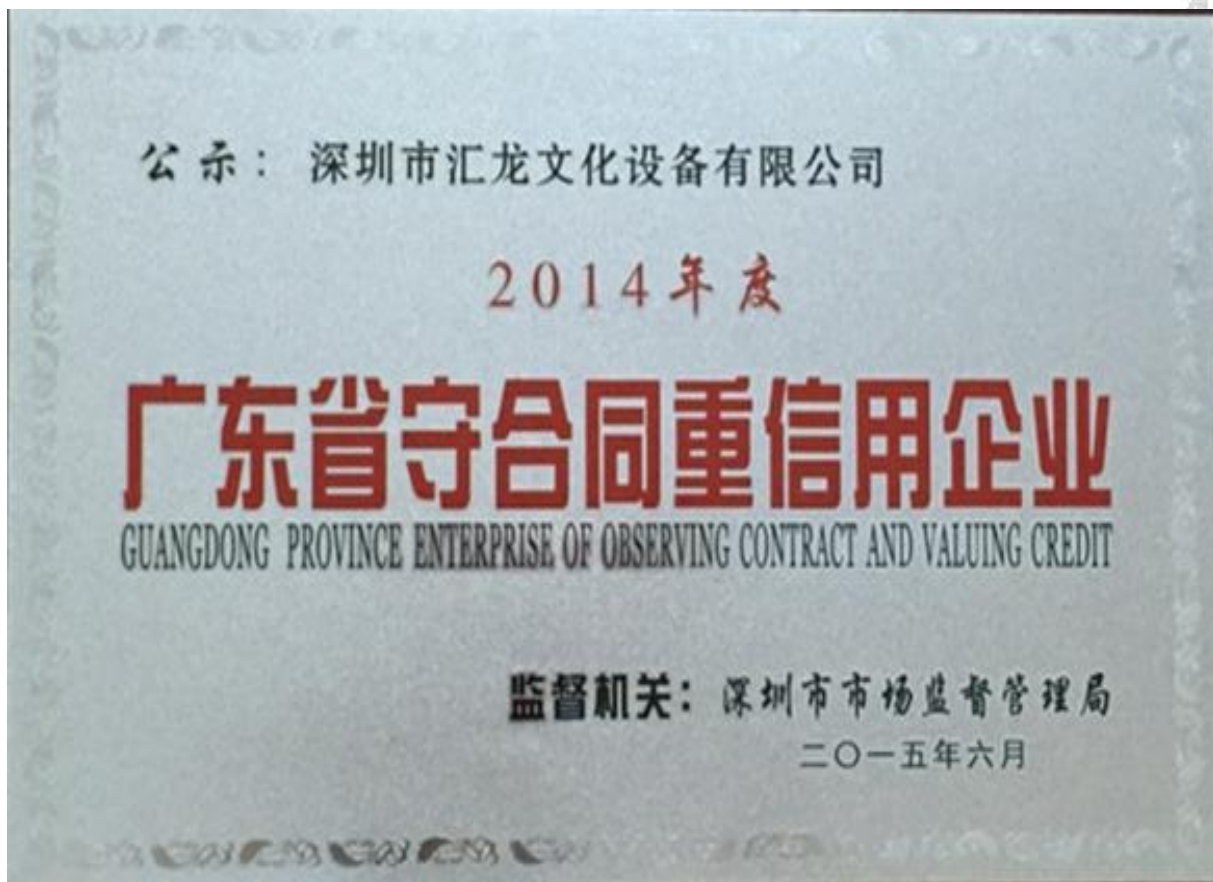 公示：深圳市汇龙文化设备有限公司
2014年度
广东省守合同重信用企业
GUANGDONG PROVINCE ENTERPRISE OF OBSERVING CONTRACT AND VALUING CREDIT
监督机关：深圳市市场监督管理局
二〇一五年六月